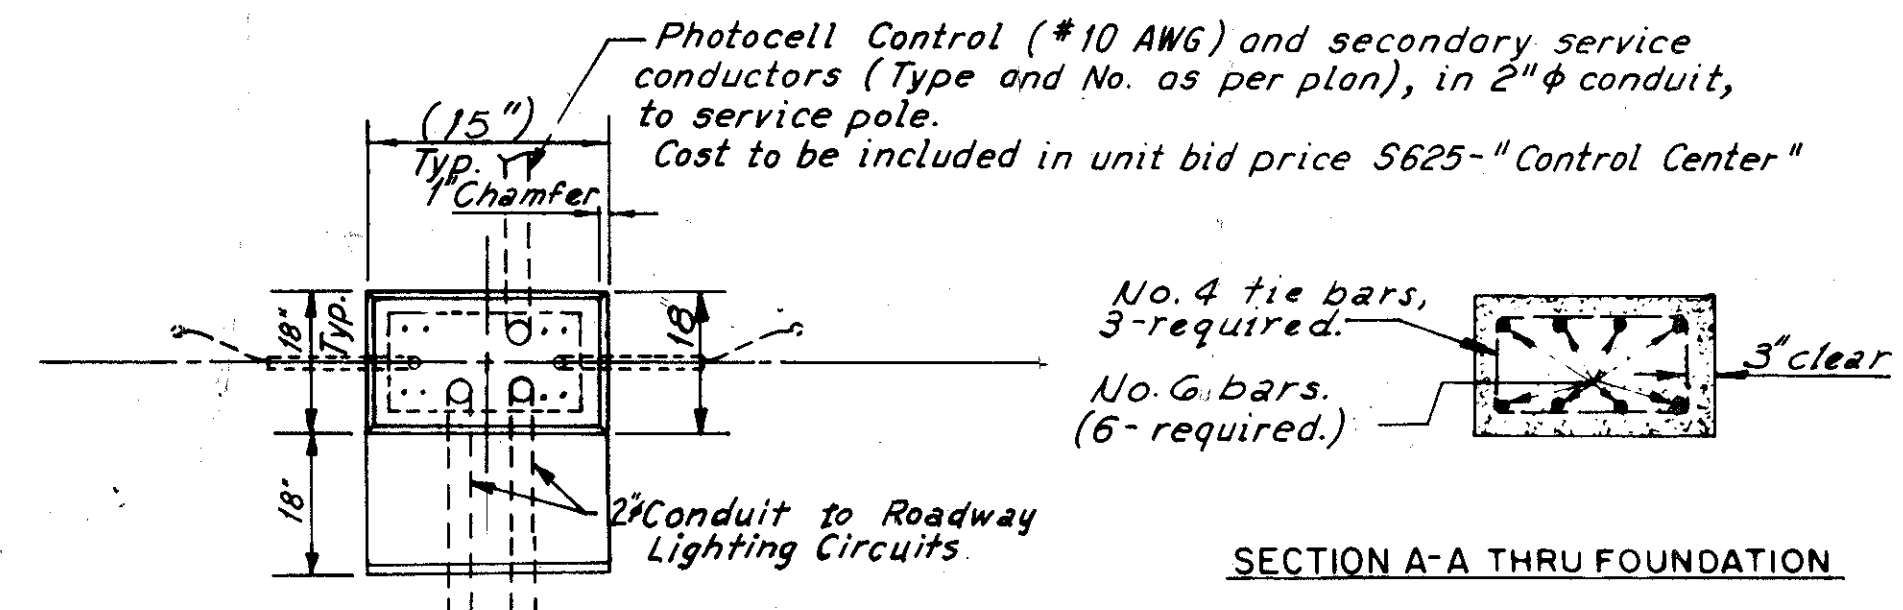 Photocell Control (#10 AWG) and secondary service
conductors (Type and No. as per plan), in 2"φ conduit,
to service pole.
Cost to be included in unit bid price S625-"Control Center"
(15")
Typ.
1" Chamfer
18"
Typ.
18
18"
2"φ Conduit to Roadway
Lighting Circuits
No. 4 tie bars,
3-required.
No. 6 bars.
(6-required.)
3" clear
SECTION A-A THRU FOUNDATION